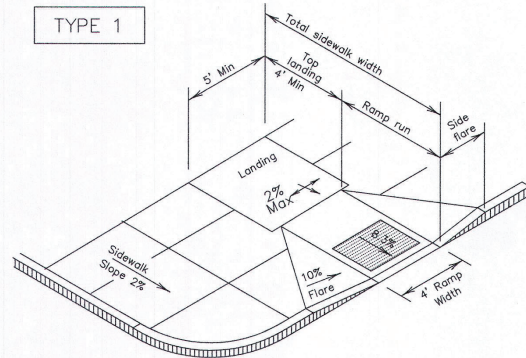 TYPE 1
Total sidewalk width
5' Min
Top
landing
4' Min
Ramp run
Side
flare
Landing
2%
Max
8.3%
Sidewalk
Slope 2%
10%
Flare
4' Ramp
Width